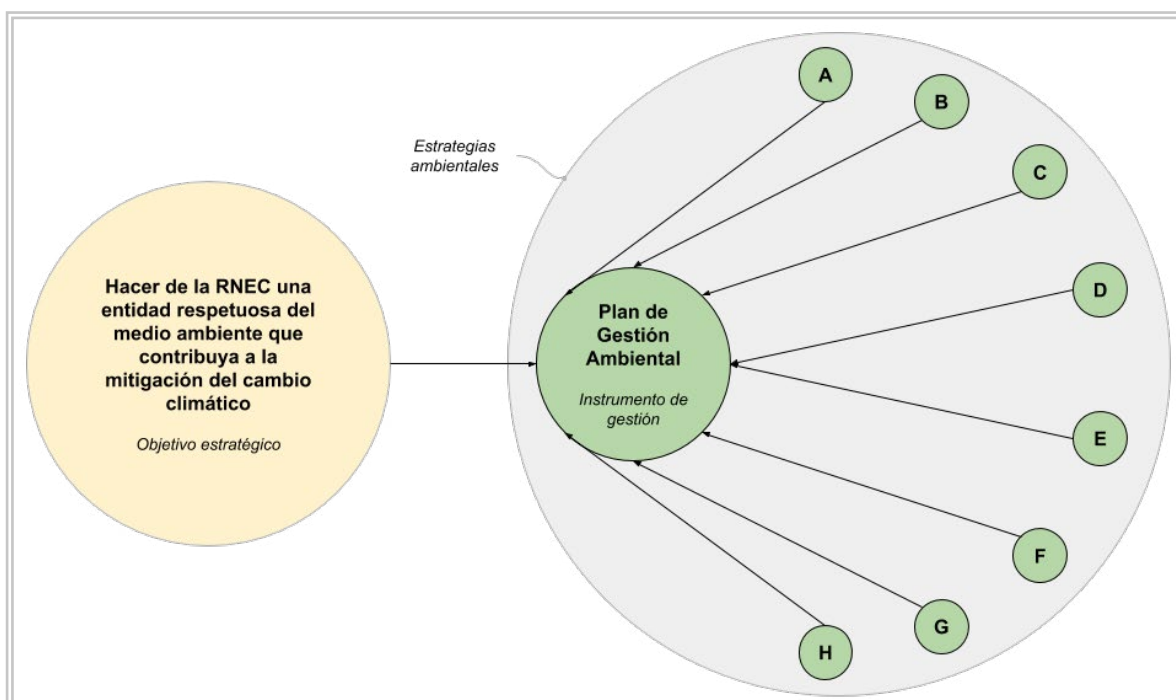 Estrategias
ambientales
Hacer de la RNEC una
entidad respetuosa del
medio ambiente que
contribuya a la
mitigación del cambio
climático
Objetivo estratégico
Plan de
Gestión
Ambiental
Instrumento de
gestión
A
B
C
D
E
F
G
H